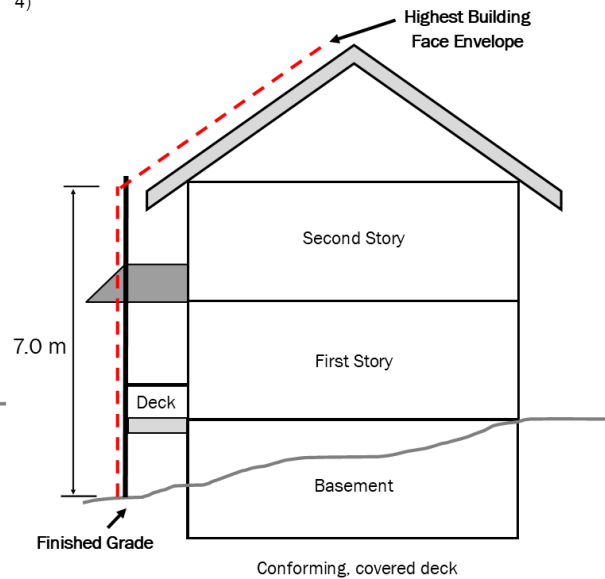 4)
Highest Building
Face Envelope
Second Story
7.0 m
First Story
Deck
Basement
Finished Grade
Conforming, covered deck